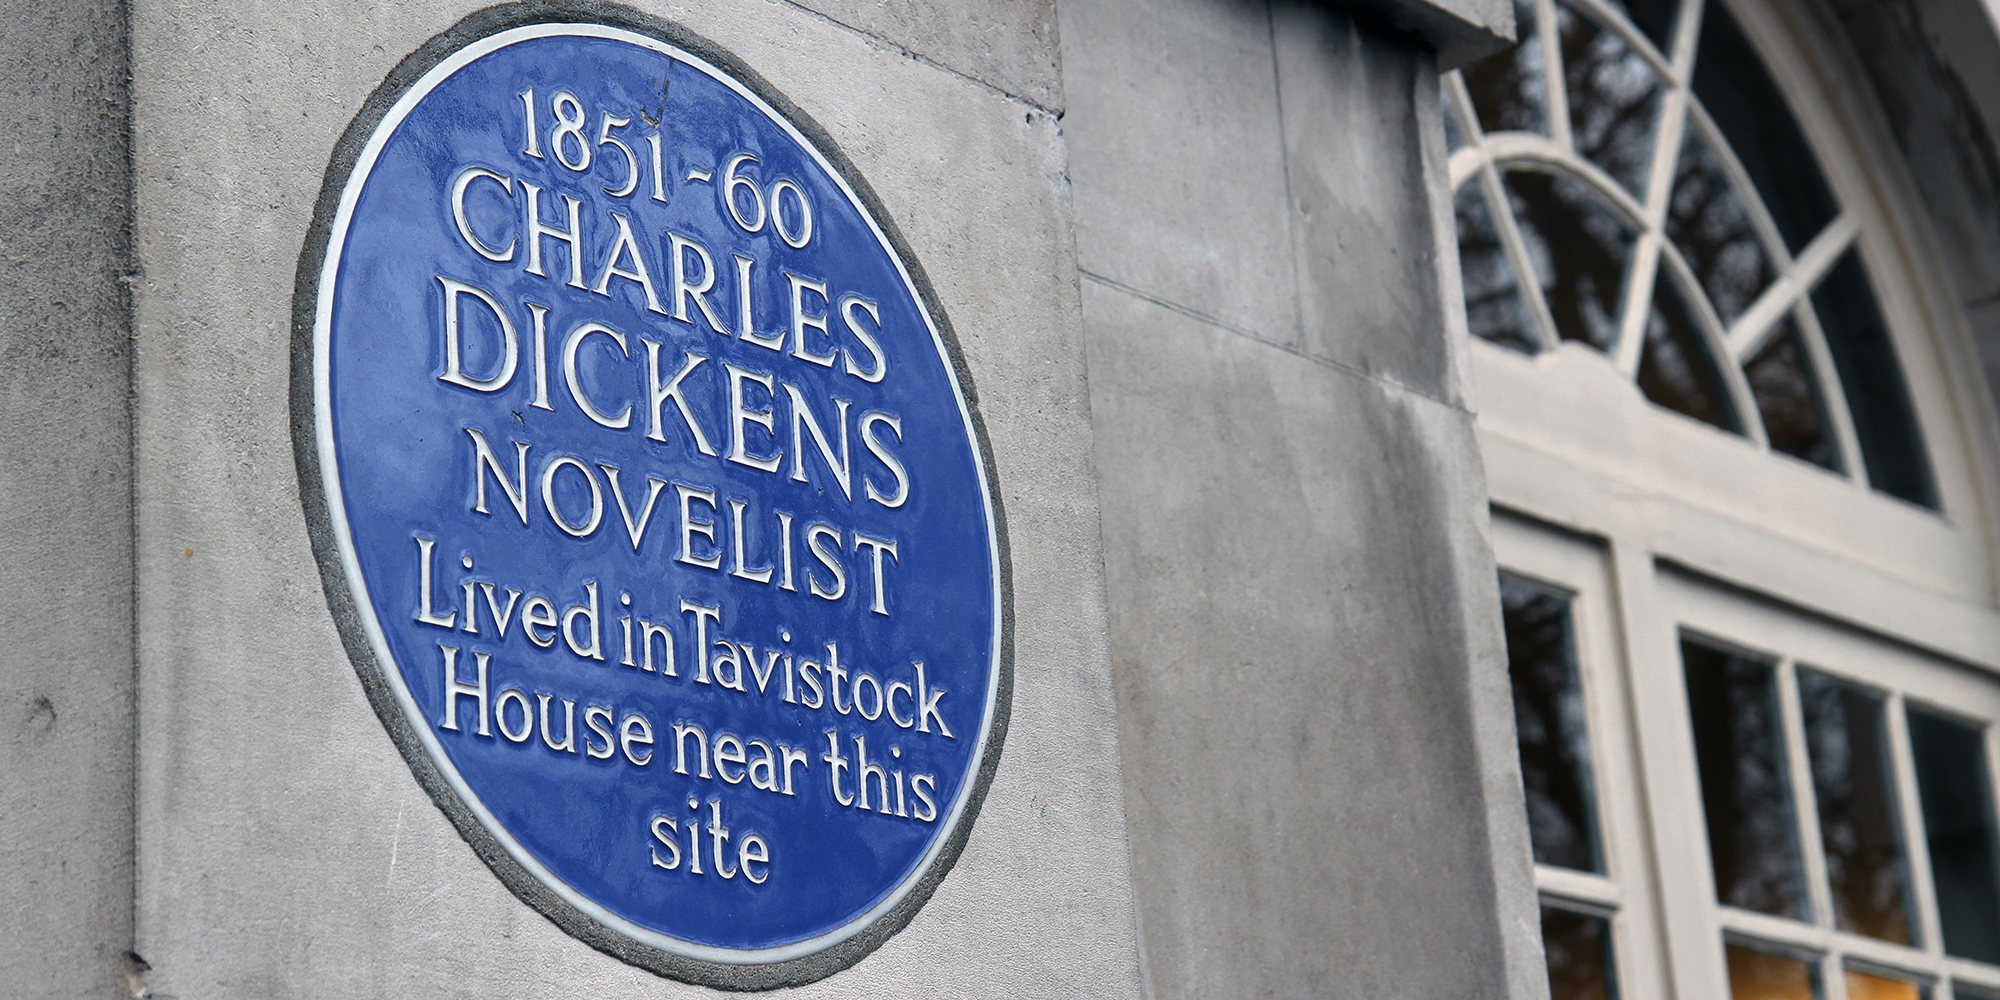 1851-60
CHARLES
DICKENS
NOVELIST
Lived in Tavistock
House near this
site